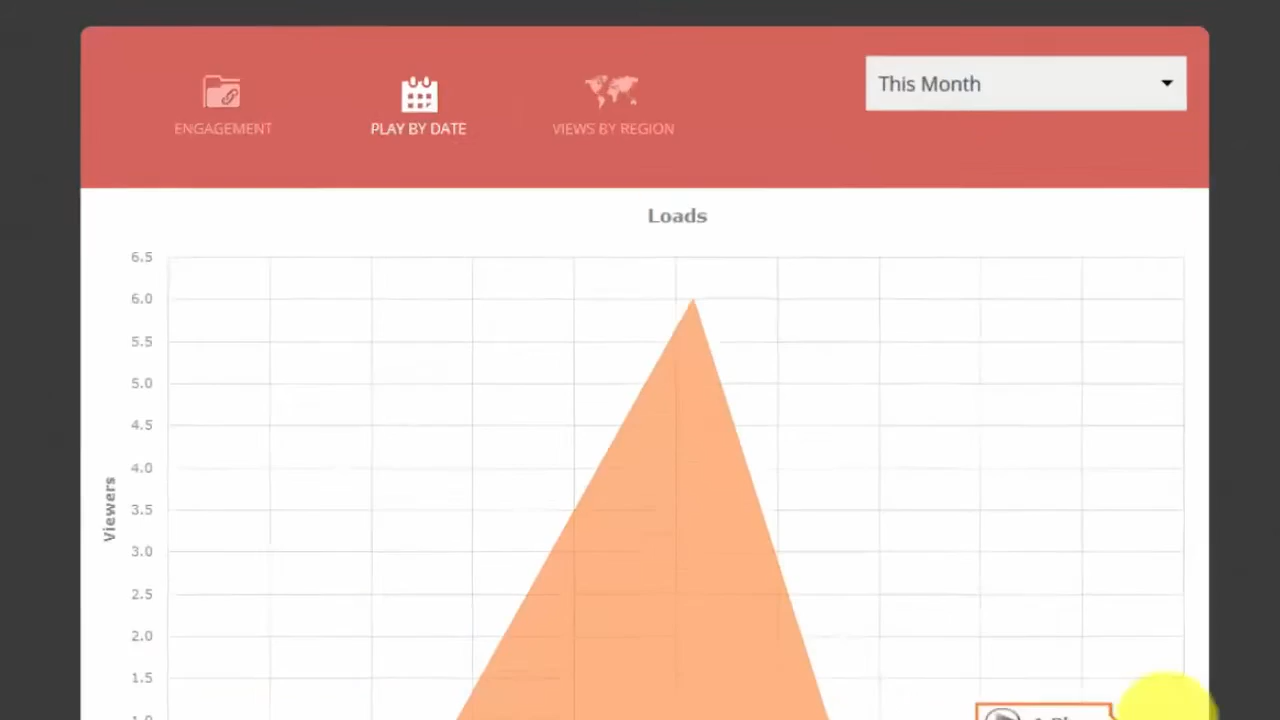 ENGAGEMENT
PLAY BY DATE
VIEWS BY REGION
This Month
Loads
6.5
6.0
5.5
5.0
4.5
4.0
3.5
3.0
2.5
2.0
1.5
Viewers